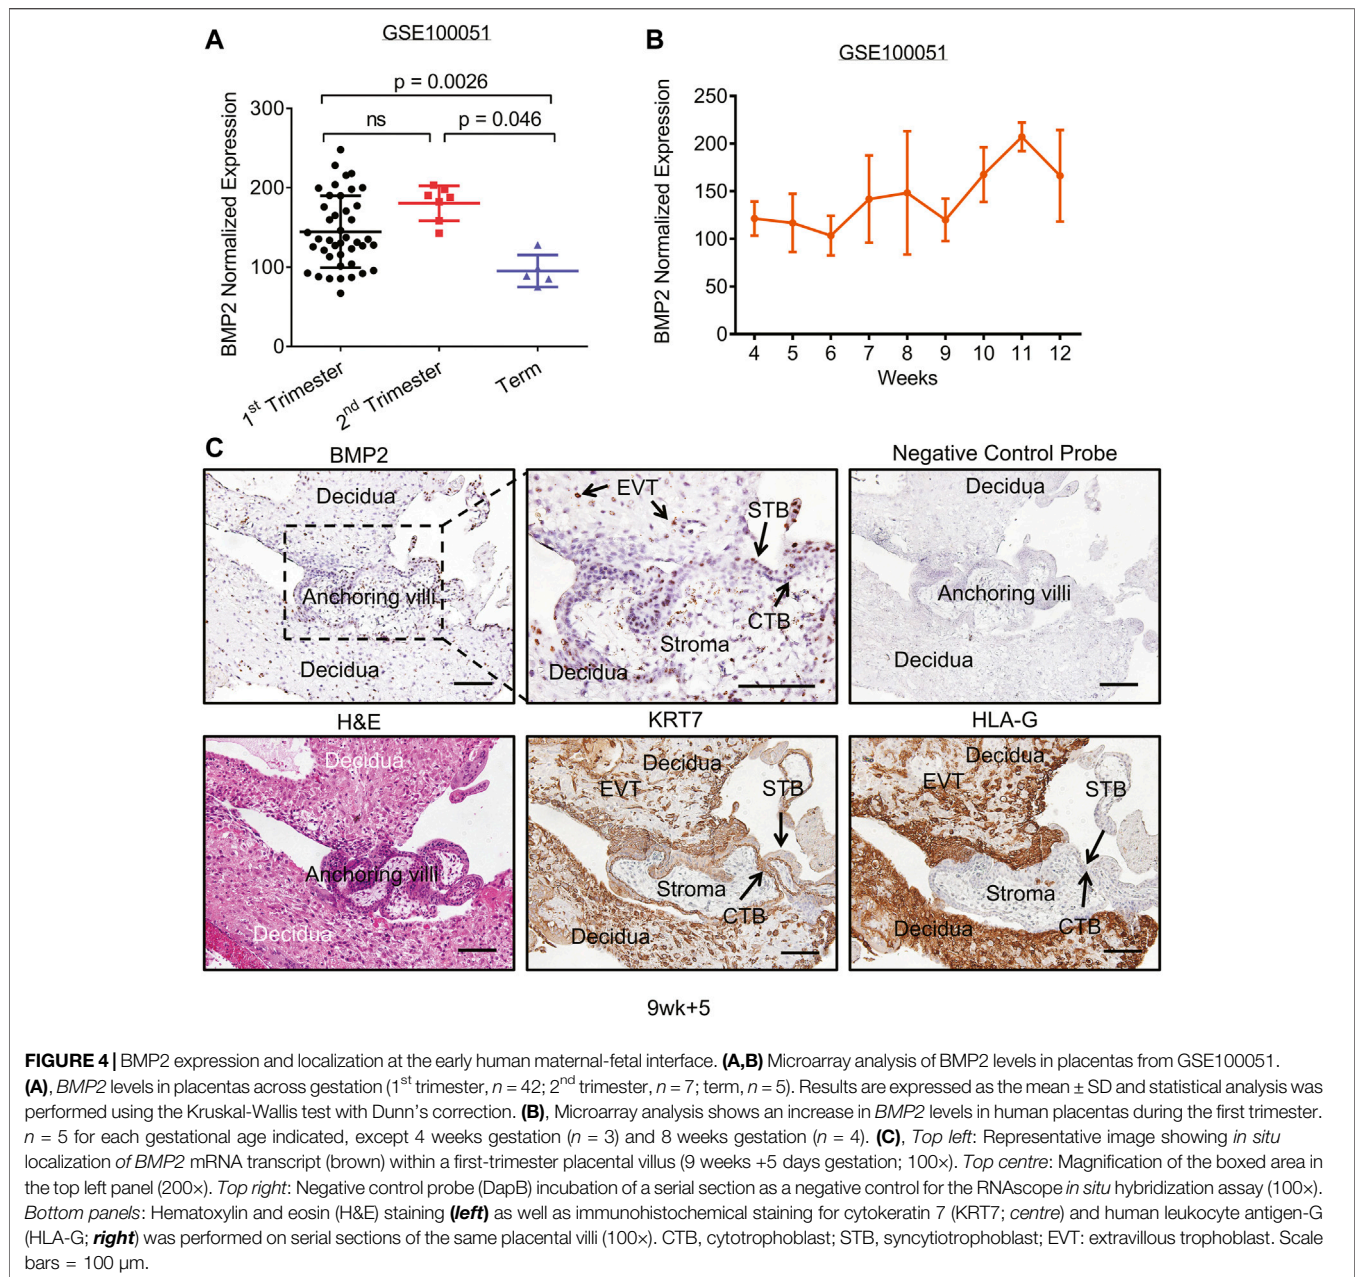 A
GSE100051
p = 0.0026
ns
p = 0.046
BMP2 Normalized Expression
300
200
100
0
1st Trimester
2nd Trimester
Term
B
GSE100051
BMP2 Normalized Expression
250
200
150
100
50
0
4 5 6 7 8 9 10 11 12
Weeks
C
BMP2
Decidua
Anchoring villi
Decidua
EVT
STB
CTB
Stroma
Decidua
Negative Control Probe
Decidua
Anchoring villi
Decidua
H&E
Decidua
Anchoring villi
Decidua
KRT7
Decidua
EVT
STB
Stroma
CTB
Decidua
HLA-G
Decidua
EVT
STB
Stroma
CTB
Decidua
9wk+5
FIGURE 4 | BMP2 expression and localization at the early human maternal-fetal interface. (A,B) Microarray analysis of BMP2 levels in placentas from GSE100051.
(A), BMP2 levels in placentas across gestation (1st trimester, n = 42; 2nd trimester, n = 7; term, n = 5). Results are expressed as the mean ± SD and statistical analysis was
performed using the Kruskal-Wallis test with Dunn's correction. (B), Microarray analysis shows an increase in BMP2 levels in human placentas during the first trimester.
n = 5 for each gestational age indicated, except 4 weeks gestation (n = 3) and 8 weeks gestation (n = 4). (C), Top left: Representative image showing in situ
localization of BMP2 mRNA transcript (brown) within a first-trimester placental villus (9 weeks +5 days gestation; 100×). Top centre: Magnification of the boxed area in
the top left panel (200×). Top right: Negative control probe (DapB) incubation of a serial section as a negative control for the RNAscope in situ hybridization assay (100×).
Bottom panels: Hematoxylin and eosin (H&E) staining (left) as well as immunohistochemical staining for cytokeratin 7 (KRT7; centre) and human leukocyte antigen-G
(HLA-G; right) was performed on serial sections of the same placental villi (100×). CTB, cytotrophoblast; STB, syncytiotrophoblast; EVT: extravillous trophoblast. Scale
bars = 100 μm.